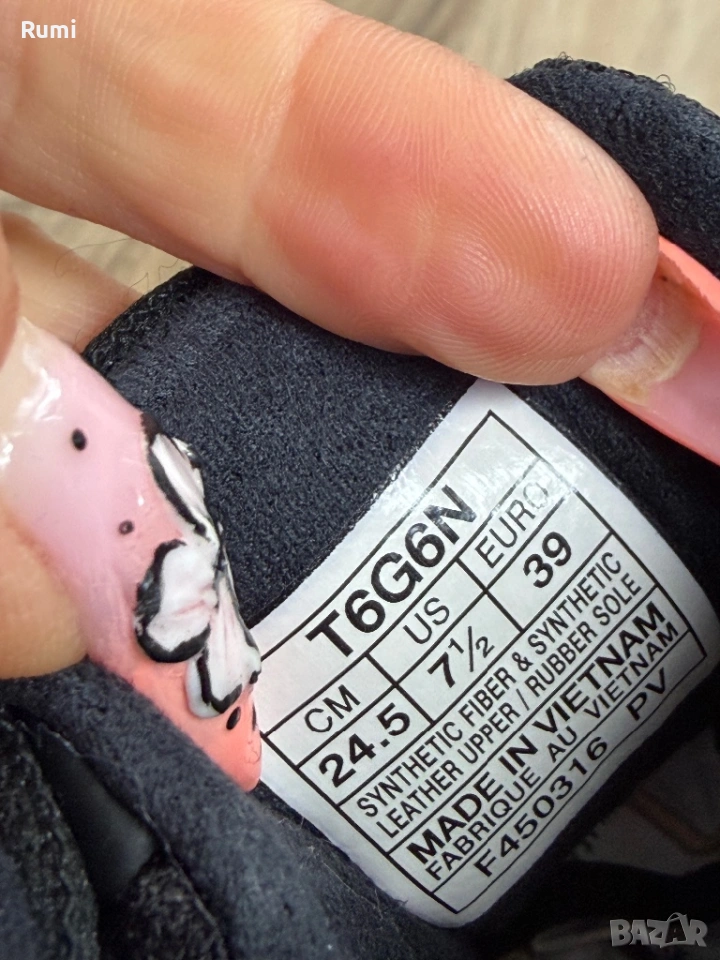 Rumi
T6G6N
CM US EURO
24.5 7½ 39
SYNTHETIC FIBER & SYNTHETIC
LEATHER UPPER / RUBBER SOLE
MADE IN VIETNAM
FABRIQUE AU VIETNAM
F450316 PV
BAZAR